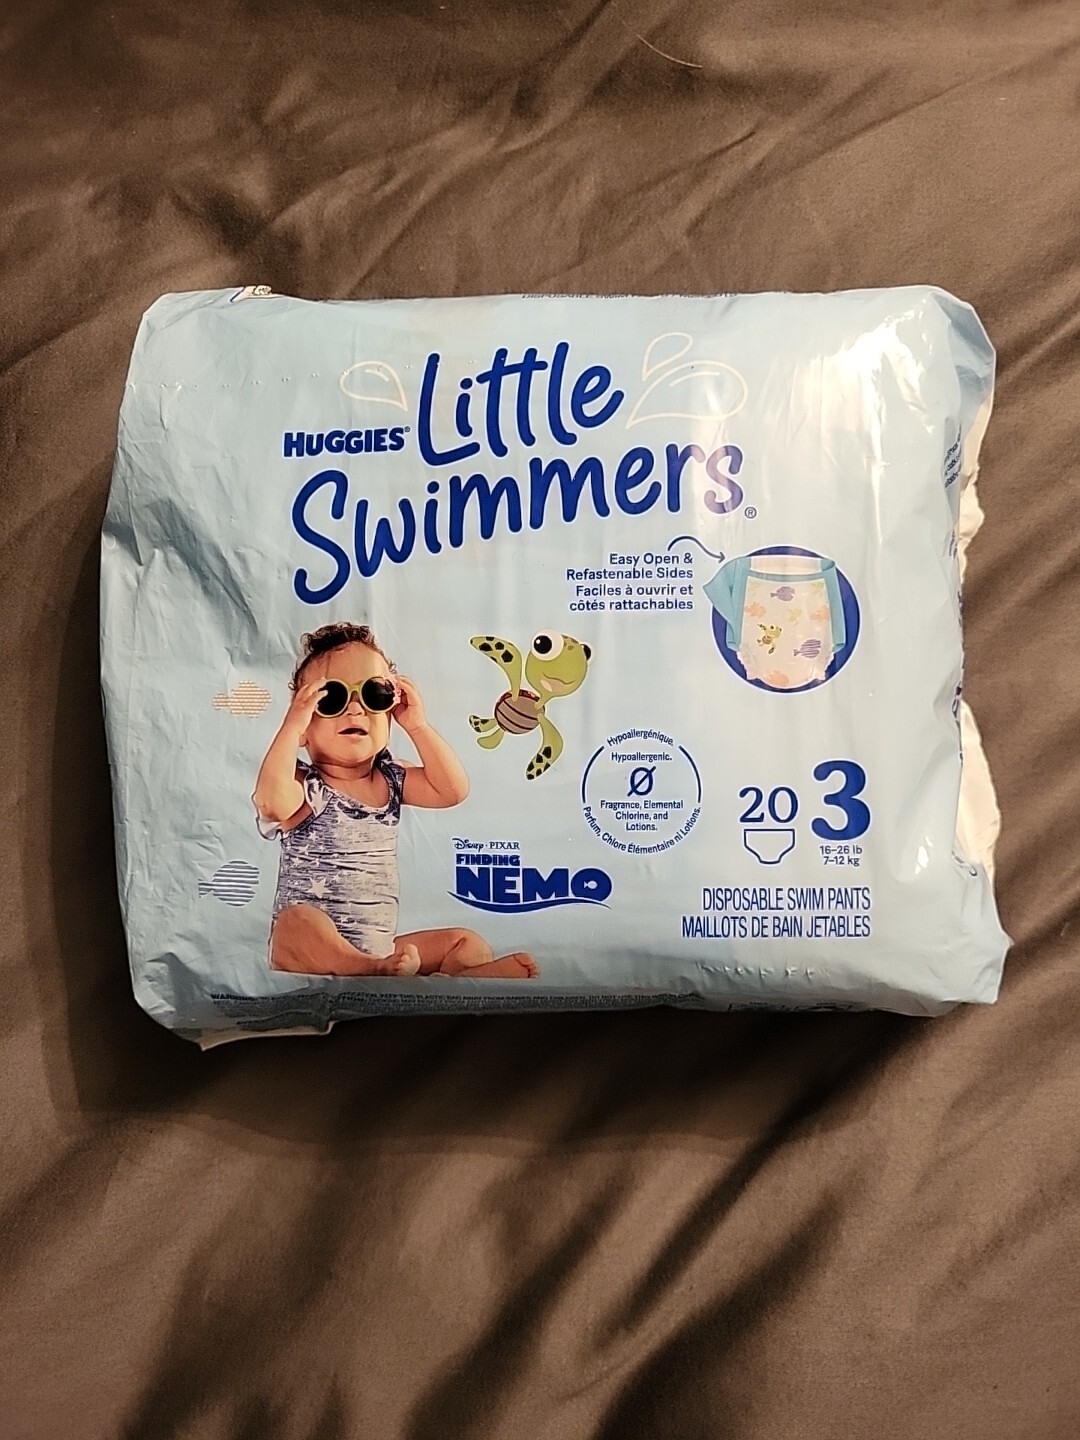 HUGGIES® Little
Swimmers®
Easy Open &
Refastenable Sides
Faciles à ouvrir et
côtés rattachables
Hypoallergénique.
Hypoallergenic.
Fragrance, Elemental
Chlorine, and
Lotions.
Parfum, Chlore Élémentaire ni Lotions.
20 3
16-26 lb
7-12 kg
Disney · PIXAR
FINDING
NEMO
DISPOSABLE SWIM PANTS
MAILLOTS DE BAIN JETABLES
WARNING